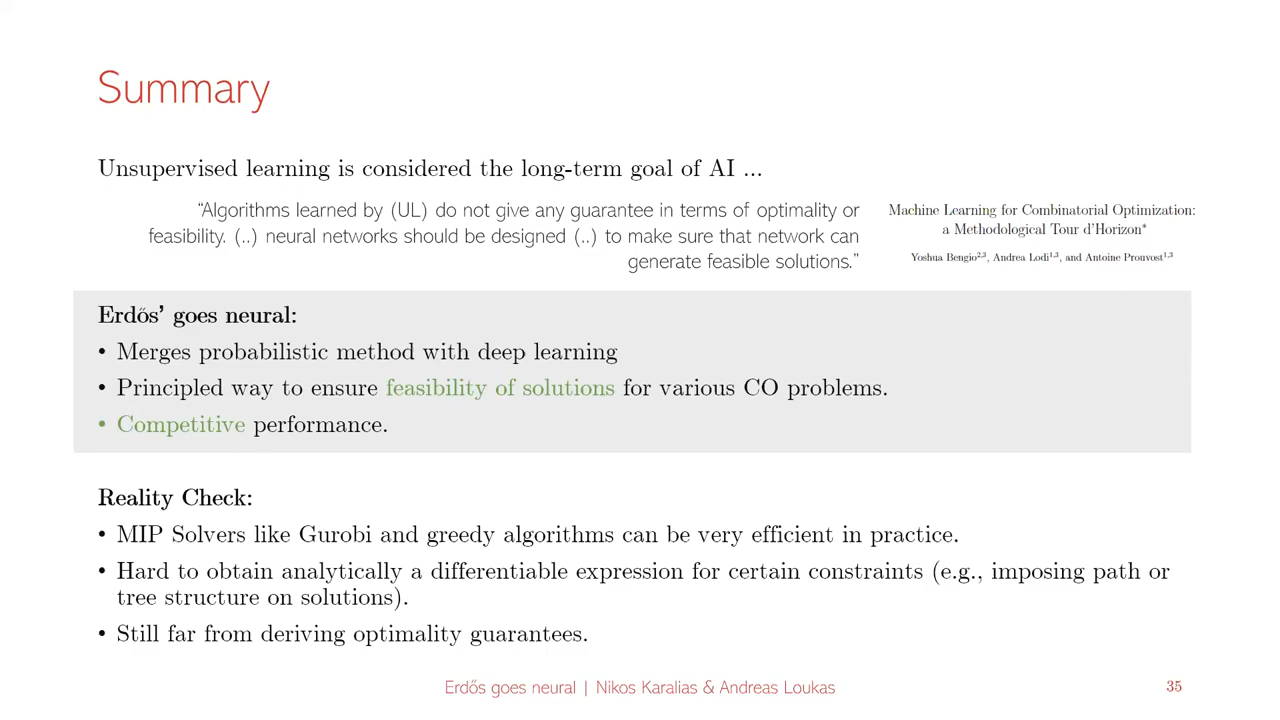 Summary
Unsupervised learning is considered the long-term goal of AI ...
“Algorithms learned by (UL) do not give any guarantee in terms of optimality or
feasibility. (..) neural networks should be designed (..) to make sure that network can
generate feasible solutions.”
Machine Learning for Combinatorial Optimization:
a Methodological Tour d’Horizon*
Yoshua Bengio2,3, Andrea Lodi1,3, and Antoine Prouvost1,3
Erdős’ goes neural:
• Merges probabilistic method with deep learning
• Principled way to ensure feasibility of solutions for various CO problems.
• Competitive performance.
Reality Check:
• MIP Solvers like Gurobi and greedy algorithms can be very efficient in practice.
• Hard to obtain analytically a differentiable expression for certain constraints (e.g., imposing path or
tree structure on solutions).
• Still far from deriving optimality guarantees.
Erdős goes neural | Nikos Karalias & Andreas Loukas
35